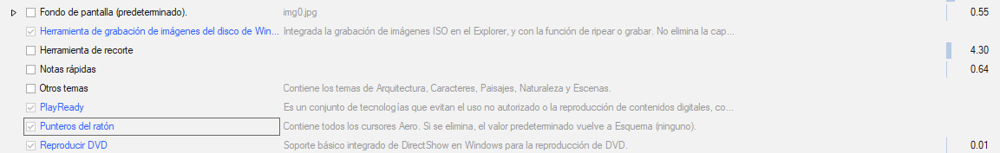 Fondo de pantalla (predeterminado). img0.jpg 0.55
Herramienta de grabación de imágenes del disco de Win... Integrada la grabación de imágenes ISO en el Explorer, y con la función de ripear o grabar. No elimina la cap...
Herramienta de recorte 4.30
Notas rápidas 0.64
Otros temas Contiene los temas de Arquitectura, Caracteres, Paisajes, Naturaleza y Escenas.
PlayReady Es un conjunto de tecnologías que evitan el uso no autorizado o la reproducción de contenidos digitales, co...
Punteros del ratón Contiene todos los cursores Aero. Si se elimina, el valor predeterminado vuelve a Esquema (ninguno).
Reproducir DVD Soporte básico integrado de DirectShow en Windows para la reproducción de DVD. 0.01